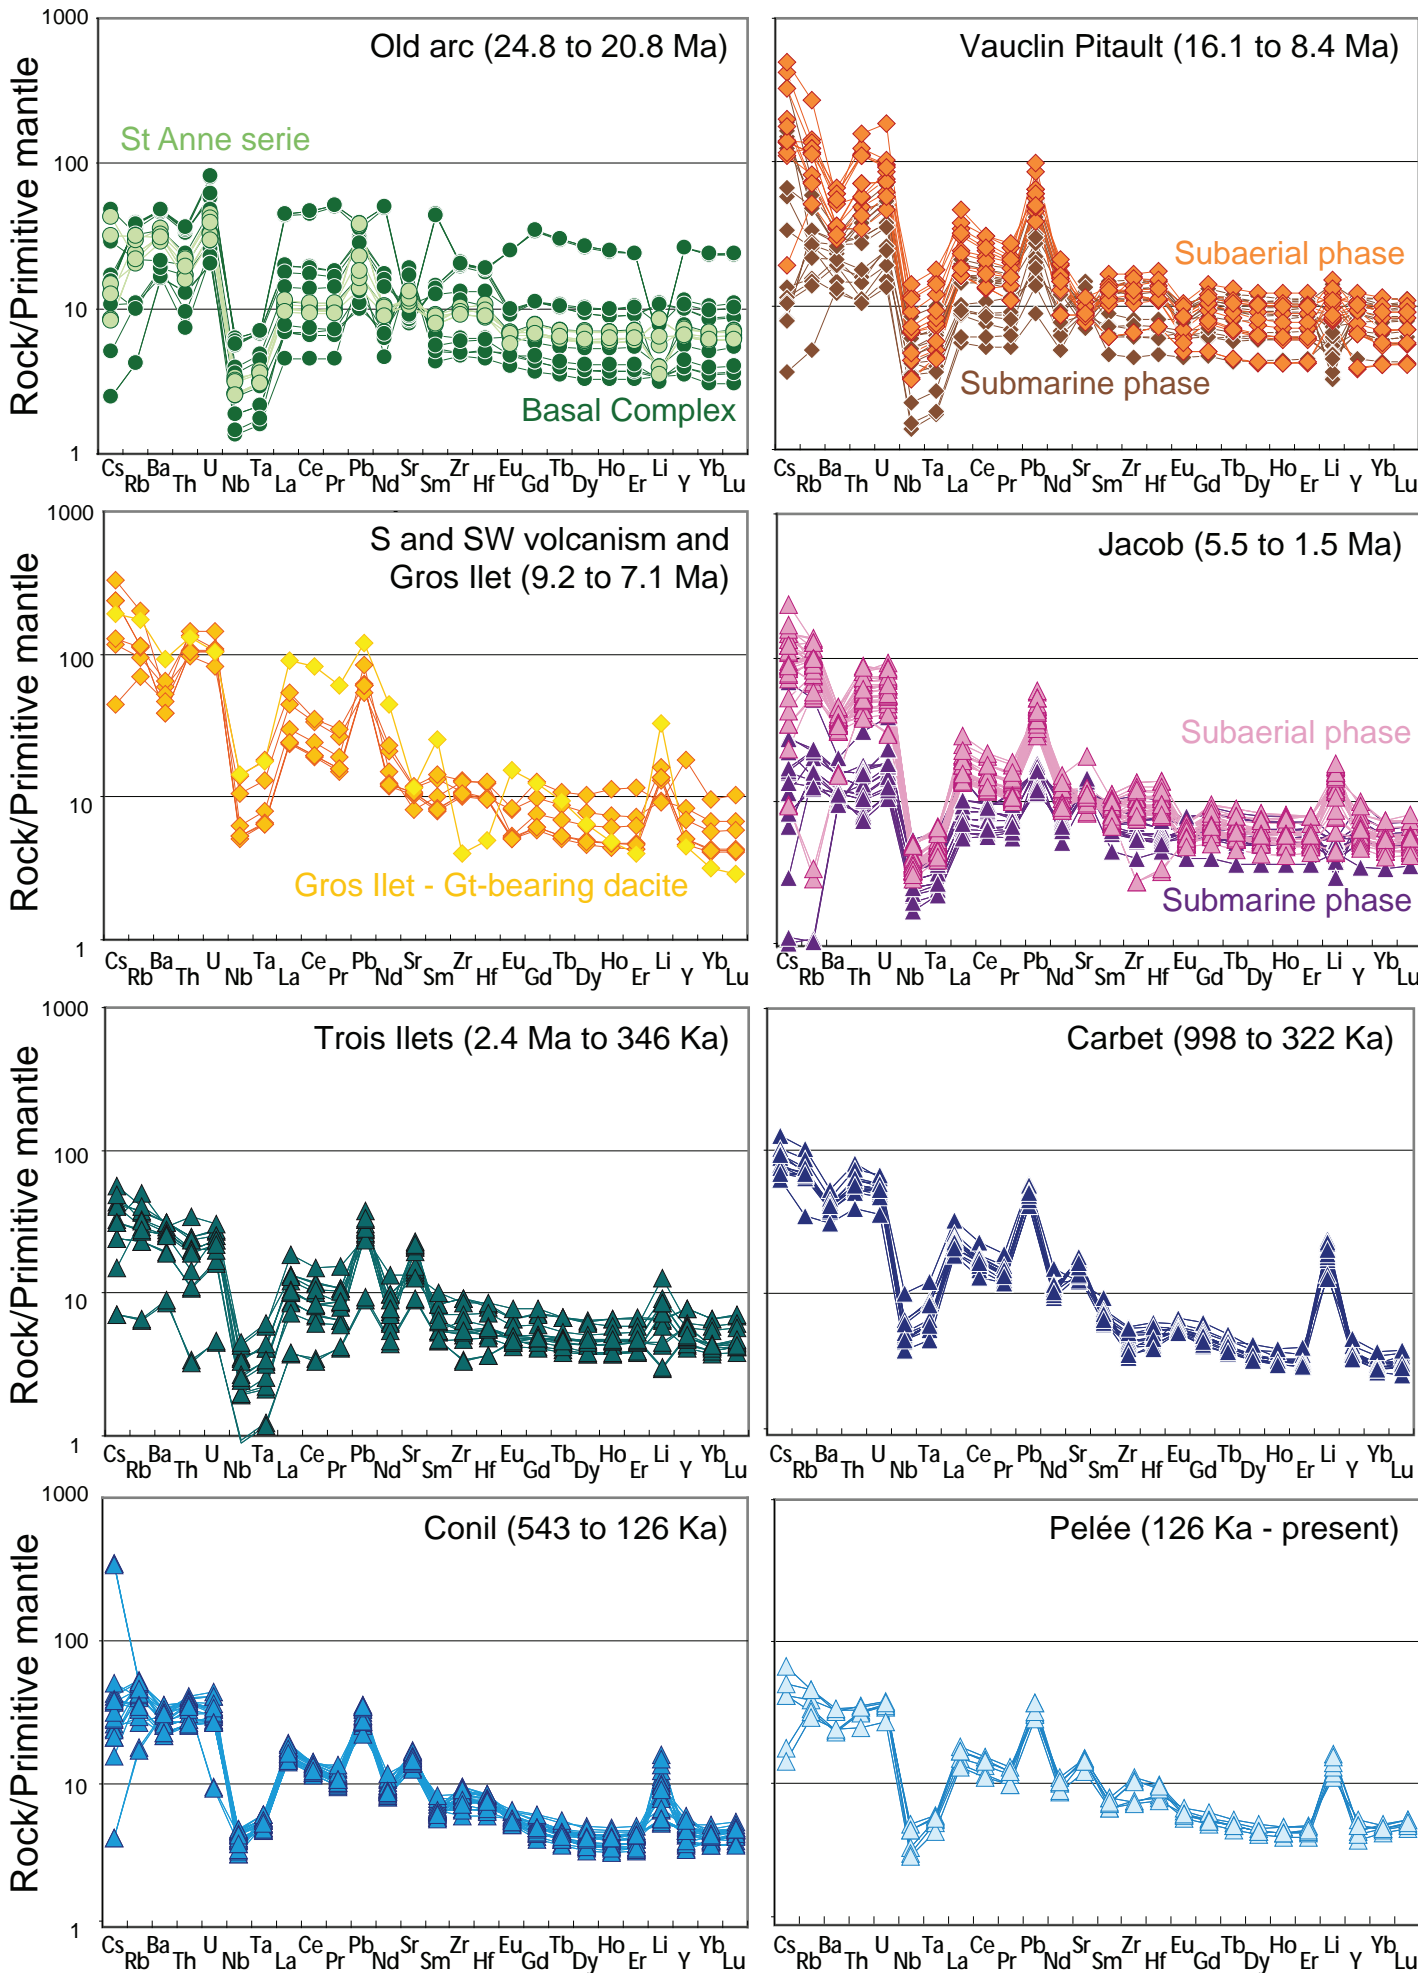 Rock/Primitive mantle
1000
100
10
1
Old arc (24.8 to 20.8 Ma)
St Anne serie
Basal Complex
Cs Rb Ba Th U Nb Ta La Ce Pr Pb Nd Sr Sm Zr Hf Eu Gd Tb Dy Ho Er Li Y Yb Lu
Vauclin Pitault (16.1 to 8.4 Ma)
Subaerial phase
Submarine phase
Cs Rb Ba Th U Nb Ta La Ce Pr Pb Nd Sr Sm Zr Hf Eu Gd Tb Dy Ho Er Li Y Yb Lu
Rock/Primitive mantle
1000
100
10
1
S and SW volcanism and
Gros Ilet (9.2 to 7.1 Ma)
Gros Ilet - Gt-bearing dacite
Cs Rb Ba Th U Nb Ta La Ce Pr Pb Nd Sr Sm Zr Hf Eu Gd Tb Dy Ho Er Li Y Yb Lu
Jacob (5.5 to 1.5 Ma)
Subaerial phase
Submarine phase
Cs Rb Ba Th U Nb Ta La Ce Pr Pb Nd Sr Sm Zr Hf Eu Gd Tb Dy Ho Er Li Y Yb Lu
Rock/Primitive mantle
1000
100
10
1
Trois Ilets (2.4 Ma to 346 Ka)
Cs Rb Ba Th U Nb Ta La Ce Pr Pb Nd Sr Sm Zr Hf Eu Gd Tb Dy Ho Er Li Y Yb Lu
Carbet (998 to 322 Ka)
Cs Rb Ba Th U Nb Ta La Ce Pr Pb Nd Sr Sm Zr Hf Eu Gd Tb Dy Ho Er Li Y Yb Lu
Rock/Primitive mantle
1000
100
10
1
Conil (543 to 126 Ka)
Cs Rb Ba Th U Nb Ta La Ce Pr Pb Nd Sr Sm Zr Hf Eu Gd Tb Dy Ho Er Li Y Yb Lu
Pelée (126 Ka - present)
Cs Rb Ba Th U Nb Ta La Ce Pr Pb Nd Sr Sm Zr Hf Eu Gd Tb Dy Ho Er Li Y Yb Lu